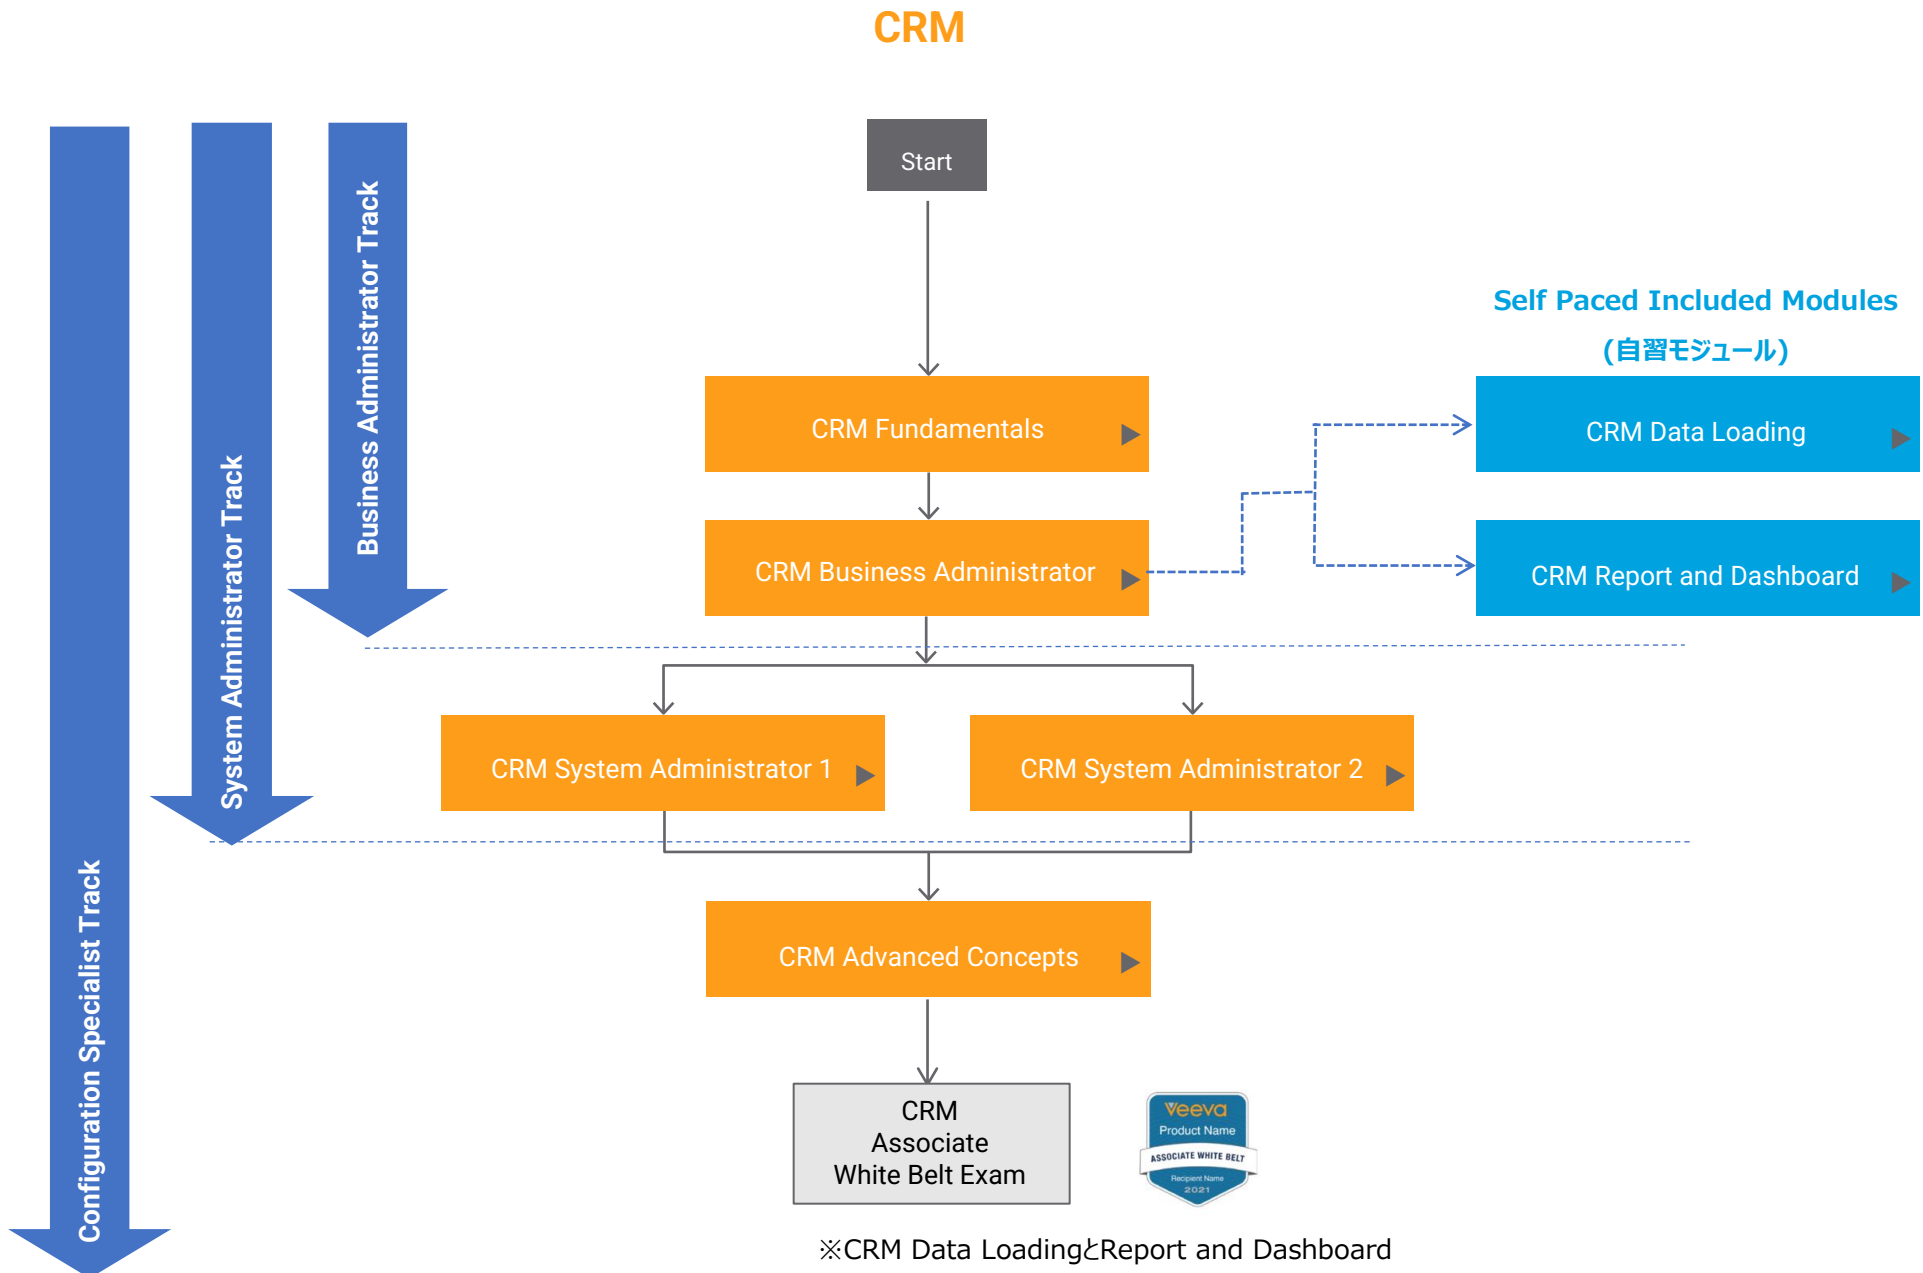 CRM
Start
Business Administrator Track
System Administrator Track
Configuration Specialist Track
Self Paced Included Modules
(自習モジュール)
CRM Fundamentals
CRM Data Loading
CRM Business Administrator
CRM Report and Dashboard
CRM System Administrator 1
CRM System Administrator 2
CRM Advanced Concepts
CRM
Associate
White Belt Exam
Veeva
Product Name
ASSOCIATE WHITE BELT
Recipient Name
2021
※CRM Data LoadingとReport and Dashboard